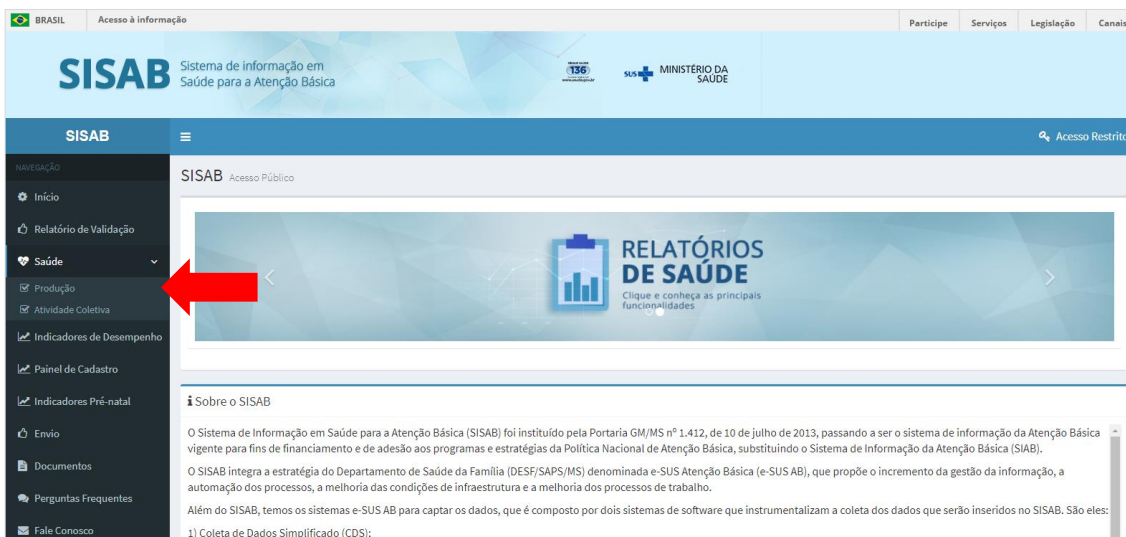 BRASIL Acesso à informação Participe Serviços Legislação Canais
SISAB Sistema de informação em
Saúde para a Atenção Básica
136
SUS MINISTÉRIO DA
SAÚDE
SISAB Acesso Restrito
NAVEGAÇÃO
SISAB Acesso Público
Início
Relatório de Validação
Saúde
Produção
Atividade Coletiva
Indicadores de Desempenho
Painel de Cadastro
Indicadores Pré-natal
Envio
Documentos
Perguntas Frequentes
Fale Conosco
RELATÓRIOS
DE SAÚDE
Clique e conheça as principais
funcionalidades
Sobre o SISAB
O Sistema de Informação em Saúde para a Atenção Básica (SISAB) foi instituído pela Portaria GM/MS nº 1.412, de 10 de julho de 2013, passando a ser o sistema de informação da Atenção Básica
vigente para fins de financiamento e de adesão aos programas e estratégias da Política Nacional de Atenção Básica, substituindo o Sistema de Informação da Atenção Básica (SIAB).
O SISAB integra a estratégia do Departamento de Saúde da Família (DESF/SAPS/MS) denominada e-SUS Atenção Básica (e-SUS AB), que propõe o incremento da gestão da informação, a
automação dos processos, a melhoria das condições de infraestrutura e a melhoria dos processos de trabalho.
Além do SISAB, temos os sistemas e-SUS AB para captar os dados, que é composto por dois sistemas de software que instrumentalizam a coleta dos dados que serão inseridos no SISAB. São eles:
1) Coleta de Dados Simplificado (CDS);